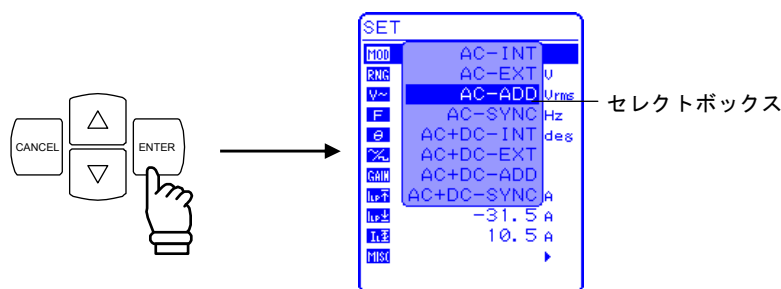 CANCEL
ENTER
SET
MOD AC-INT
RNG AC-EXT V
V~ AC-ADD Vrms
F AC-SYNC Hz
θ AC+DC-INT deg
AC+DC-EXT
GAIN AC+DC-ADD
AC+DC-SYNC A
-31.5 A
10.5 A
MISC
セレクトボックス